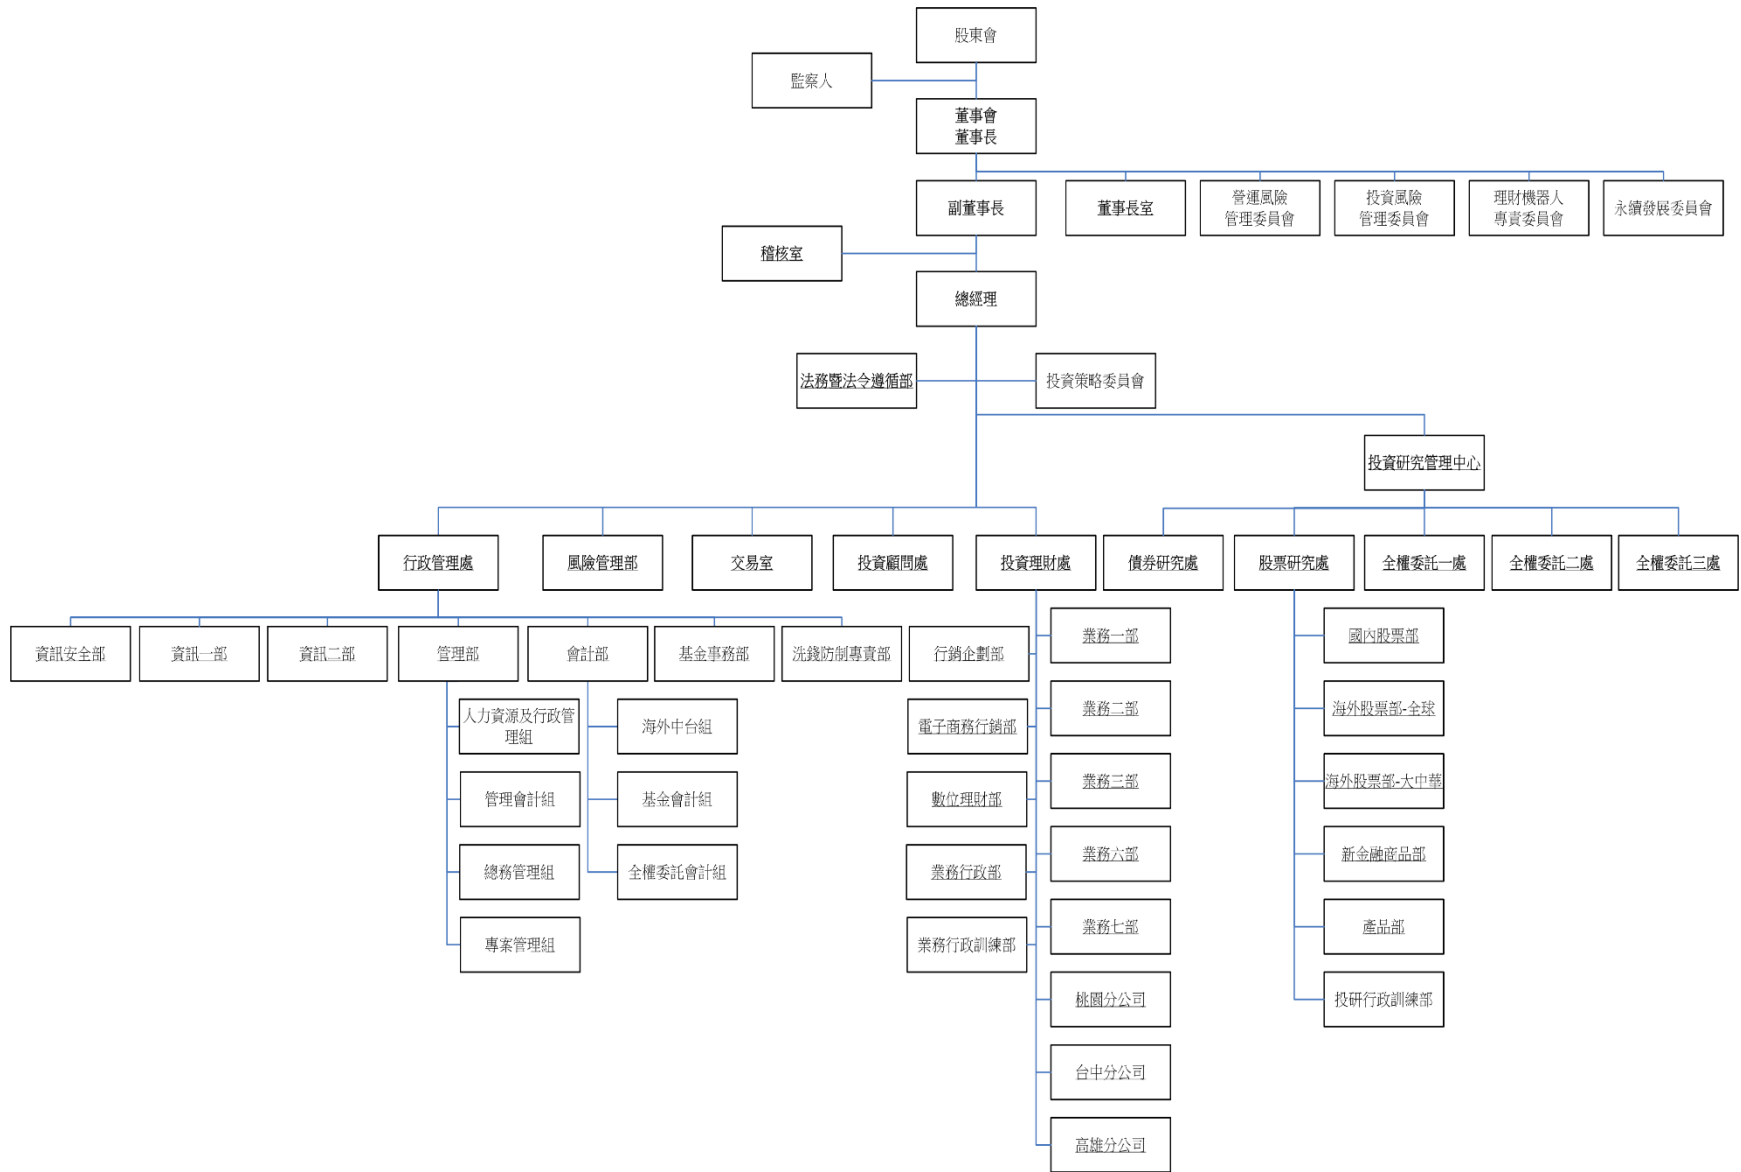 股東會
監察人
董事會
董事長
副董事長
董事長室
營運風險
管理委員會
投資風險
管理委員會
理財機器人
專責委員會
永續發展委員會
稽核室
總經理
法務暨法令遵循部
投資策略委員會
投資研究管理中心
行政管理處
風險管理部
交易室
投資顧問處
投資理財處
債券研究處
股票研究處
全權委託一處
全權委託二處
全權委託三處
資訊安全部
資訊一部
資訊二部
管理部
會計部
基金事務部
洗錢防制專責部
行銷企劃部
業務一部
國內股票部
人力資源及行政管
理組
海外中台組
電子商務行銷部
業務二部
海外股票部-全球
管理會計組
基金會計組
數位理財部
業務三部
海外股票部-大中華
總務管理組
全權委託會計組
業務行政部
業務六部
新金融商品部
專案管理組
業務行政訓練部
業務七部
產品部
桃園分公司
投研行政訓練部
台中分公司
高雄分公司